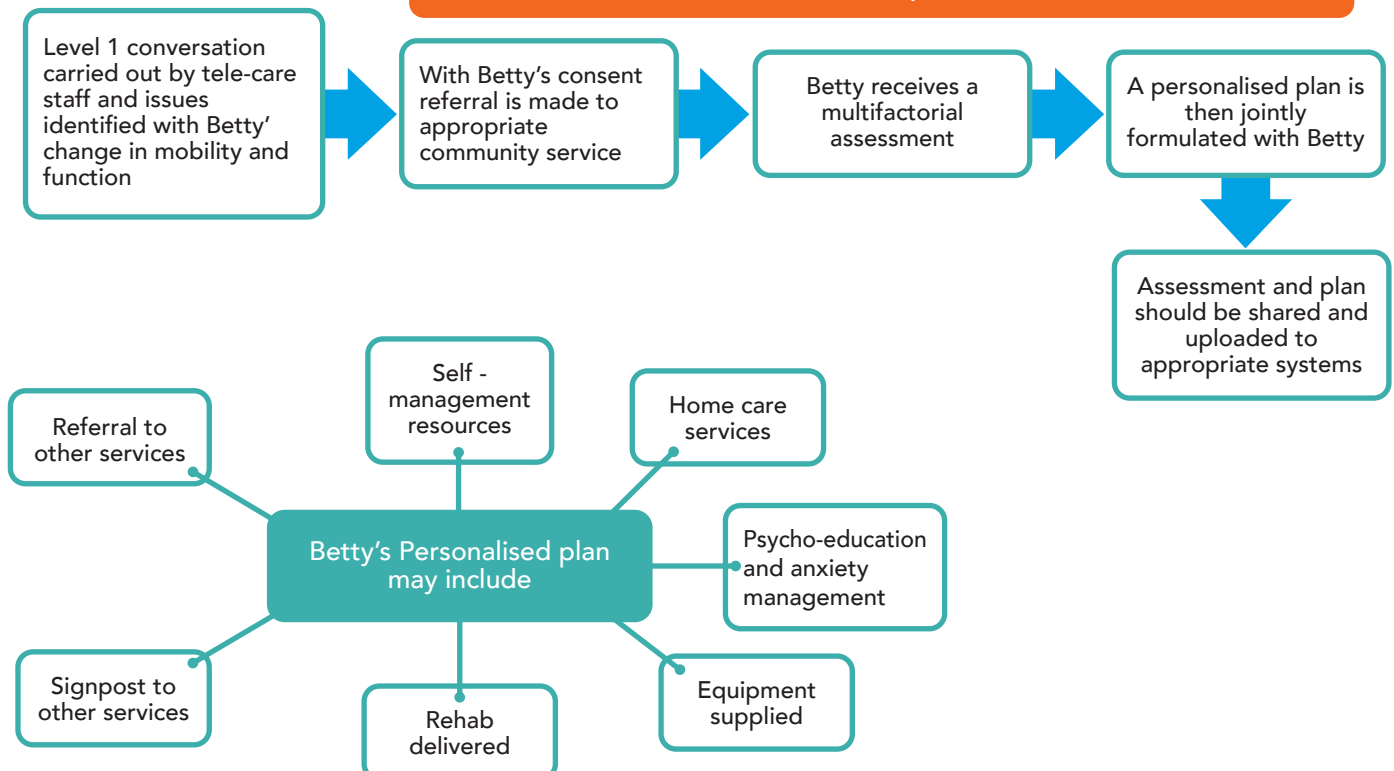 Level 1 conversation
carried out by tele-care
staff and issues
identified with Betty'
change in mobility and
function
With Betty's consent
referral is made to
appropriate
community service
Betty receives a
multifactorial
assessment
A personalised plan is
then jointly
formulated with Betty
Assessment and plan
should be shared and
uploaded to
appropriate systems
Self -
management
resources
Home care
services
Referral to
other services
Betty's Personalised plan
may include
Psycho-education
and anxiety
management
Signpost to
other services
Rehab
delivered
Equipment
supplied